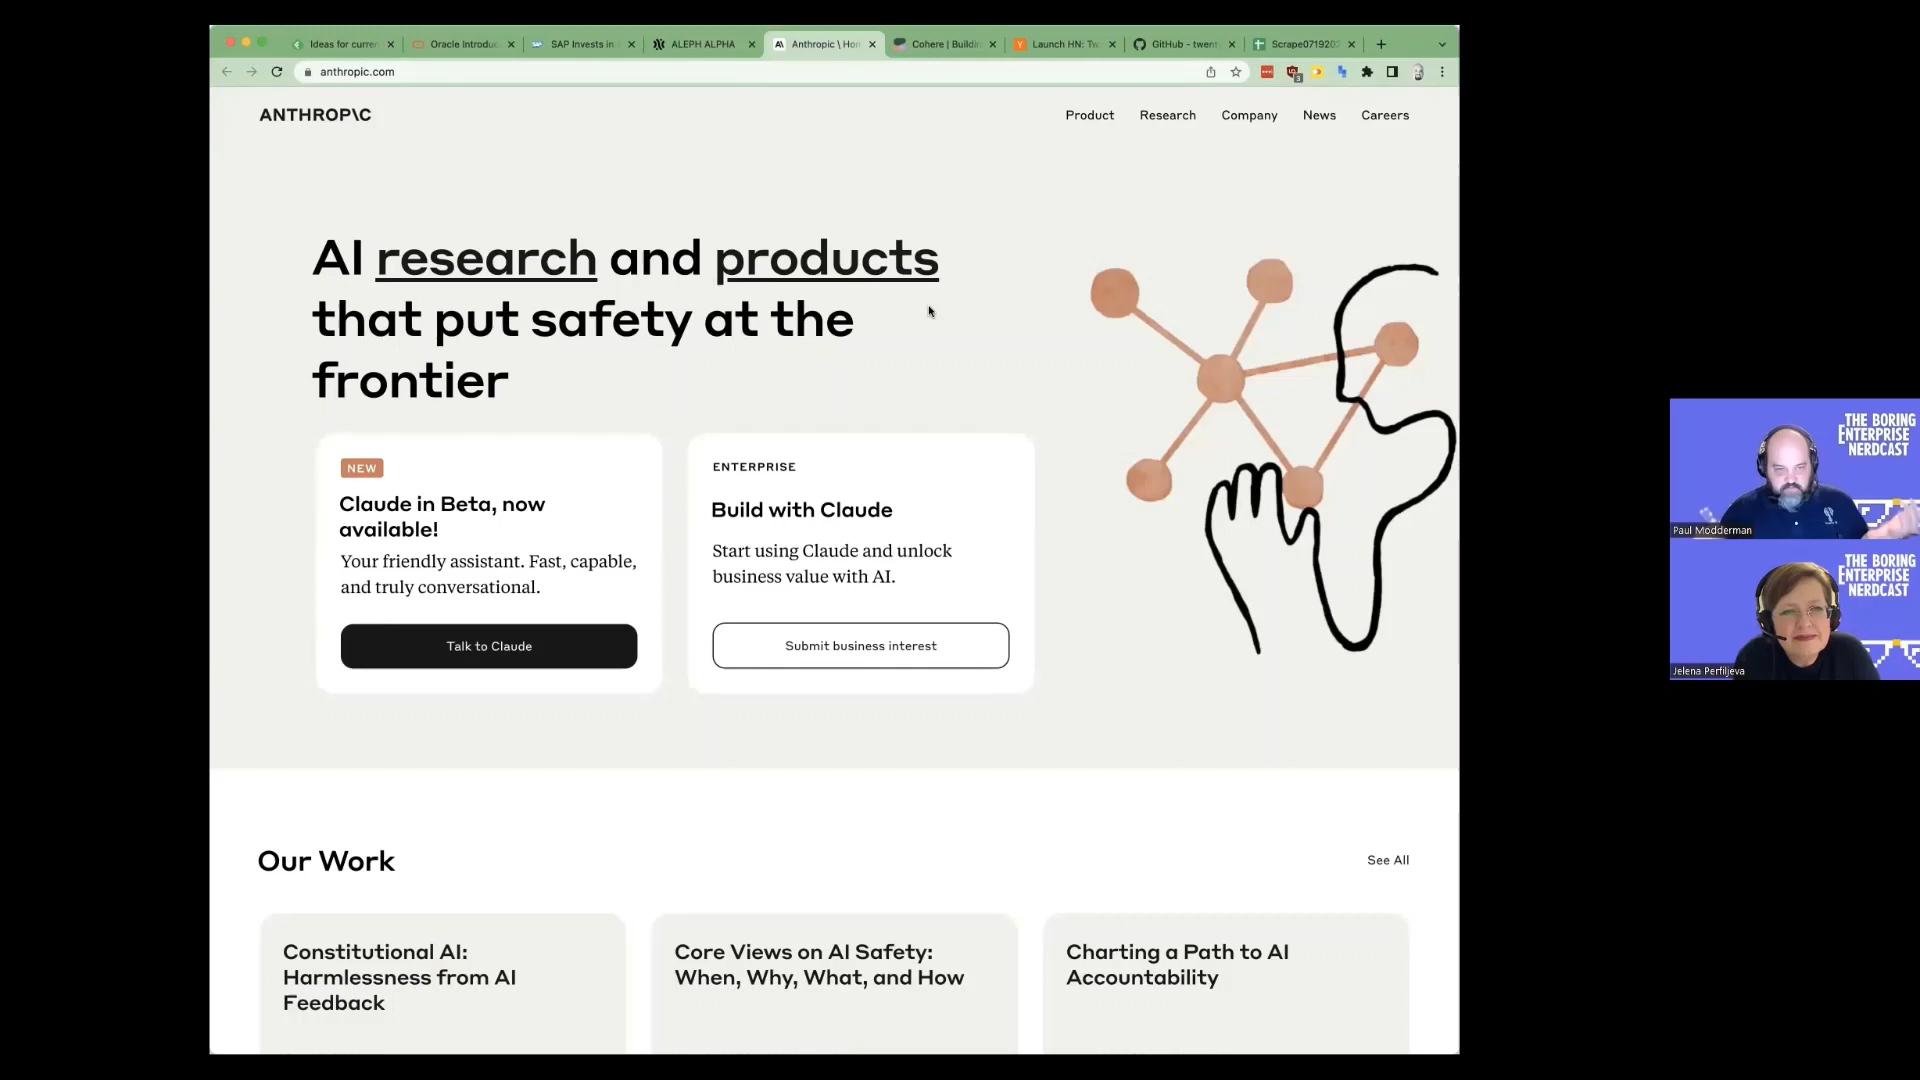 Ideas for curren
Oracle Introduc
SAP Invests in
ALEPH ALPHA
Anthropic \ Hom
Cohere | Buildin
Launch HN: Tw
GitHub - twent
Scrape0719202
anthropic.com
ANTHROP\C
Product
Research
Company
News
Careers
AI research and products
that put safety at the
frontier
NEW
Claude in Beta, now
available!
Your friendly assistant. Fast, capable,
and truly conversational.
Talk to Claude
ENTERPRISE
Build with Claude
Start using Claude and unlock
business value with AI.
Submit business interest
THE BORING
ENTERPRISE
NERDCAST
Paul Modderman
THE BORING
ENTERPRISE
NERDCAST
Jelena Perfiljeva
Our Work
See All
Constitutional AI:
Harmlessness from AI
Feedback
Core Views on AI Safety:
When, Why, What, and How
Charting a Path to AI
Accountability